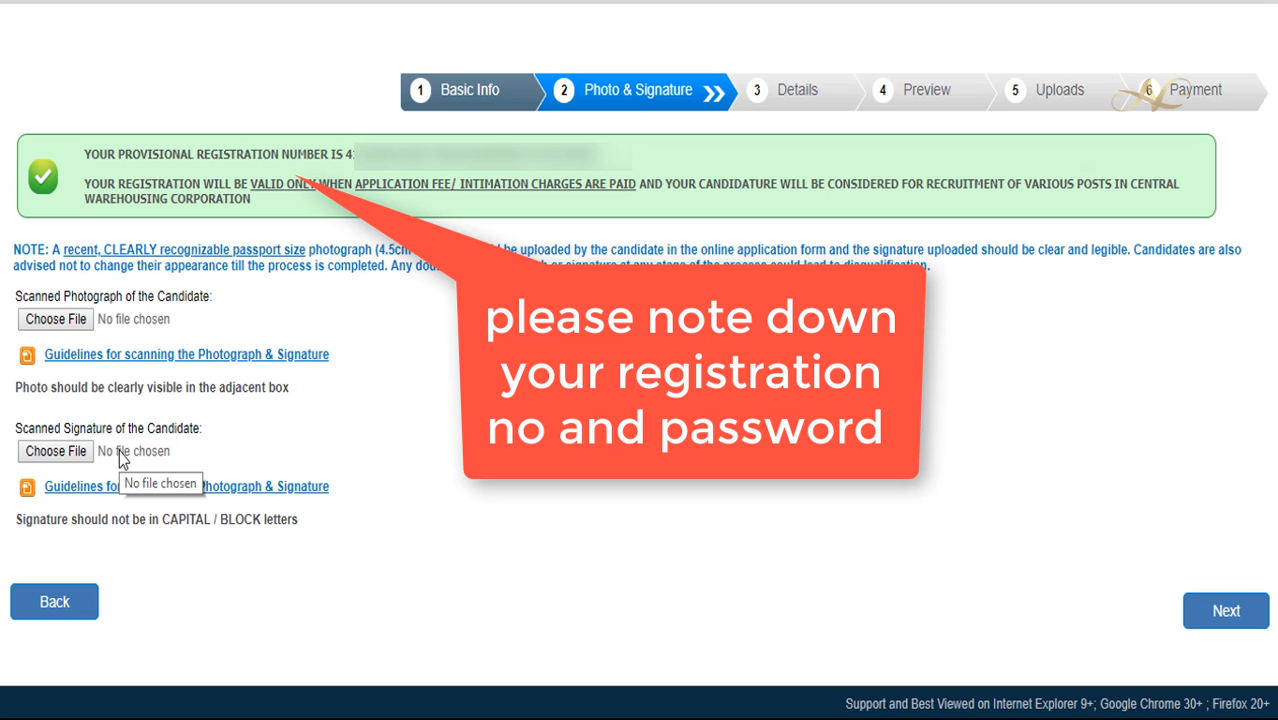 1 Basic Info 2 Photo & Signature 3 Details 4 Preview 5 Uploads 6 Payment
YOUR PROVISIONAL REGISTRATION NUMBER IS 4
YOUR REGISTRATION WILL BE VALID ONLY WHEN APPLICATION FEE/ INTIMATION CHARGES ARE PAID AND YOUR CANDIDATURE WILL BE CONSIDERED FOR RECRUITMENT OF VARIOUS POSTS IN CENTRAL
WAREHOUSING CORPORATION
NOTE: A recent, CLEARLY recognizable passport size photograph (4.5cm be uploaded by the candidate in the online application form and the signature uploaded should be clear and legible. Candidates are also
advised not to change their appearance till the process is completed. Any
please note down
your registration
no and password
Scanned Photograph of the Candidate:
Choose File No file chosen
Guidelines for scanning the Photograph & Signature
Photo should be clearly visible in the adjacent box
Scanned Signature of the Candidate:
Choose File No file chosen
No file chosen
Guidelines Photograph & Signature
Signature should not be in CAPITAL / BLOCK letters
Back
Next
Support and Best Viewed on Internet Explorer 9+; Google Chrome 30+ ; Firefox 20+